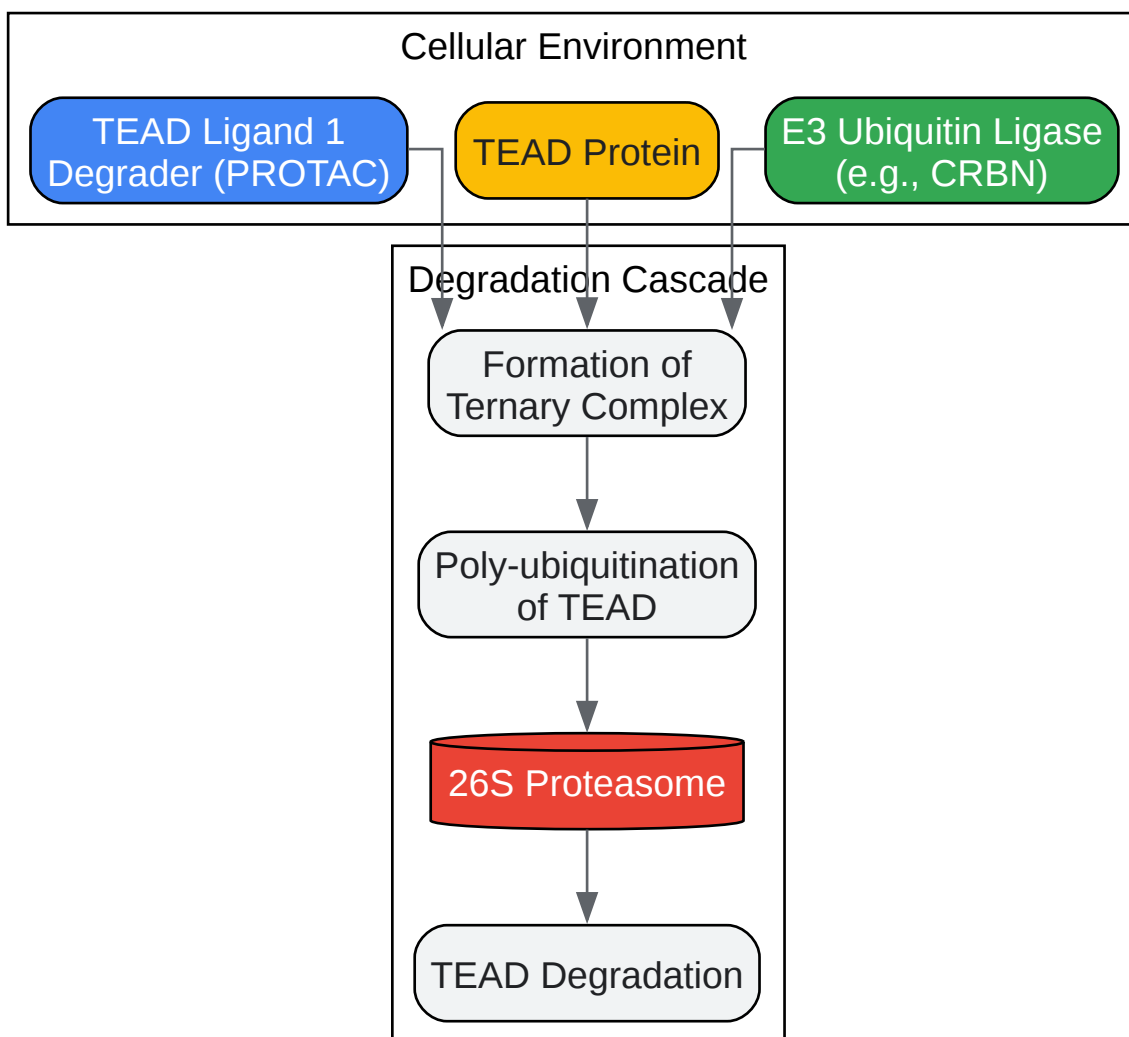 Cellular Environment
TEAD Ligand 1
Degrader (PROTAC)
TEAD Protein
E3 Ubiquitin Ligase
(e.g., CRBN)
Degradation Cascade
Formation of
Ternary Complex
Poly-ubiquitination
of TEAD
26S Proteasome
TEAD Degradation